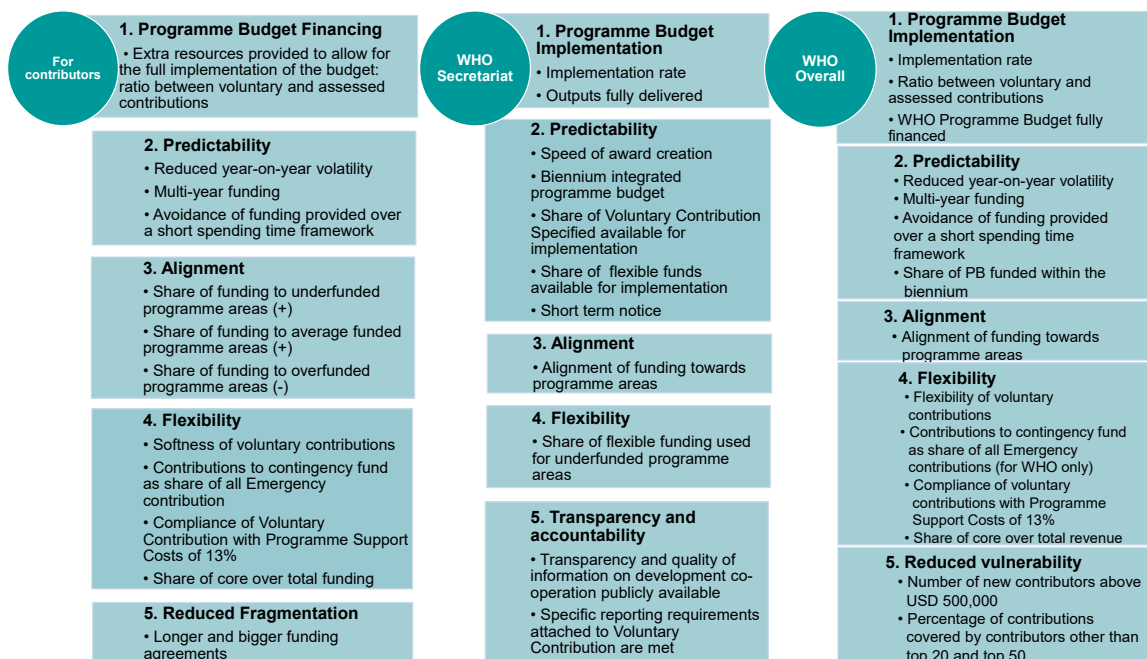 For
contributors
1. Programme Budget Financing
• Extra resources provided to allow for
the full implementation of the budget:
ratio between voluntary and assessed
contributions
2. Predictability
• Reduced year-on-year volatility
• Multi-year funding
• Avoidance of funding provided over
a short spending time framework
3. Alignment
• Share of funding to underfunded
programme areas (+)
• Share of funding to average funded
programme areas (+)
• Share of funding to overfunded
programme areas (-)
4. Flexibility
• Softness of voluntary contributions
• Contributions to contingency fund
as share of all Emergency
contribution
• Compliance of Voluntary
Contribution with Programme Support
Costs of 13%
• Share of core over total funding
5. Reduced Fragmentation
• Longer and bigger funding
agreements
WHO
Secretariat
1. Programme Budget
Implementation
• Implementation rate
• Outputs fully delivered
2. Predictability
• Speed of award creation
• Biennium integrated
programme budget
• Share of Voluntary Contribution
Specified available for
implementation
• Share of flexible funds
available for implementation
• Short term notice
3. Alignment
• Alignment of funding towards
programme areas
4. Flexibility
• Share of flexible funding used
for underfunded programme
areas
5. Transparency and
accountability
• Transparency and quality of
information on development co-
operation publicly available
• Specific reporting requirements
attached to Voluntary
Contribution are met
WHO
Overall
1. Programme Budget
Implementation
• Implementation rate
• Ratio between voluntary and
assessed contributions
• WHO Programme Budget fully
financed
2. Predictability
• Reduced year-on-year volatility
• Multi-year funding
• Avoidance of funding provided
over a short spending time
framework
• Share of PB funded within the
biennium
3. Alignment
• Alignment of funding towards
programme areas
4. Flexibility
• Flexibility of voluntary
contributions
• Contributions to contingency fund
as share of all Emergency
contributions (for WHO only)
• Compliance of voluntary
contributions with Programme
Support Costs of 13%
• Share of core over total revenue
5. Reduced vulnerability
• Number of new contributors above
USD 500,000
• Percentage of contributions
covered by contributors other than
top 20 and top 50